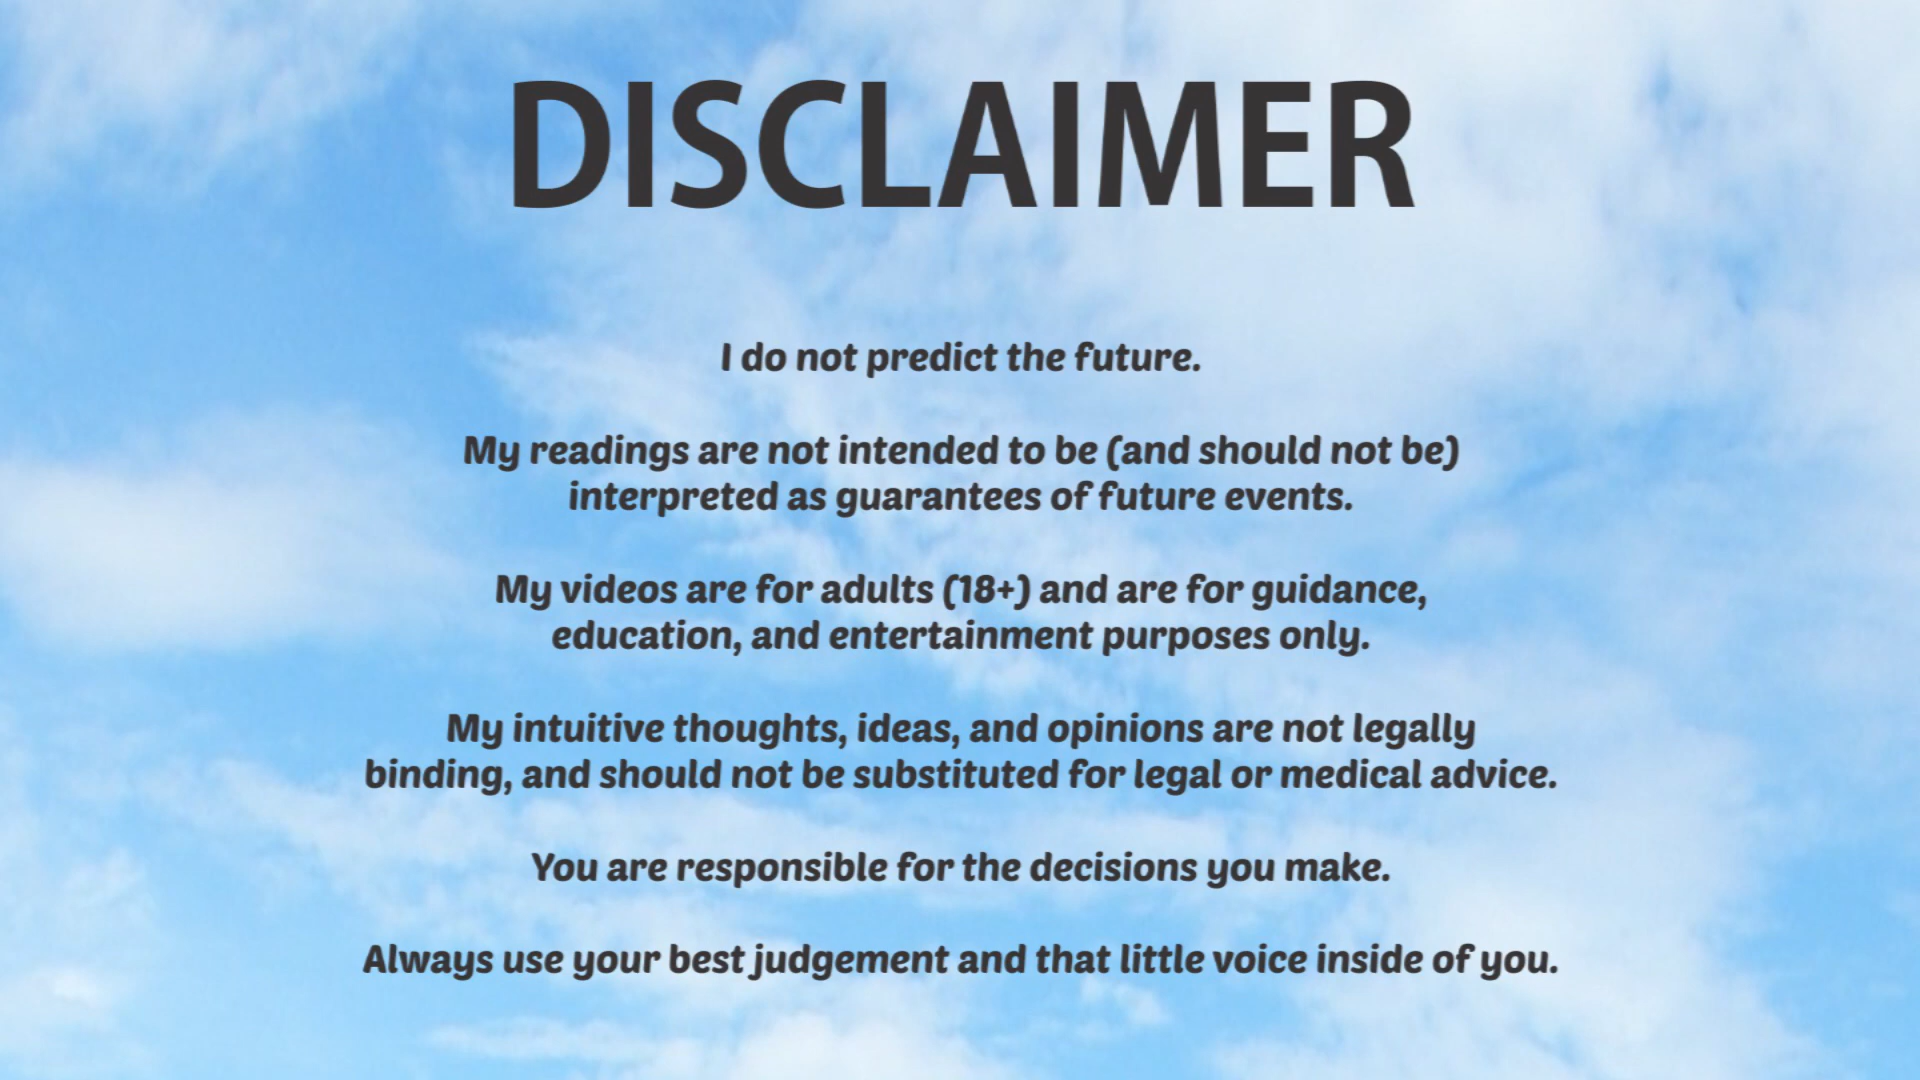 DISCLAIMER
I do not predict the future.
My readings are not intended to be (and should not be)
interpreted as guarantees of future events.
My videos are for adults (18+) and are for guidance,
education, and entertainment purposes only.
My intuitive thoughts, ideas, and opinions are not legally
binding, and should not be substituted for legal or medical advice.
You are responsible for the decisions you make.
Always use your best judgement and that little voice inside of you.